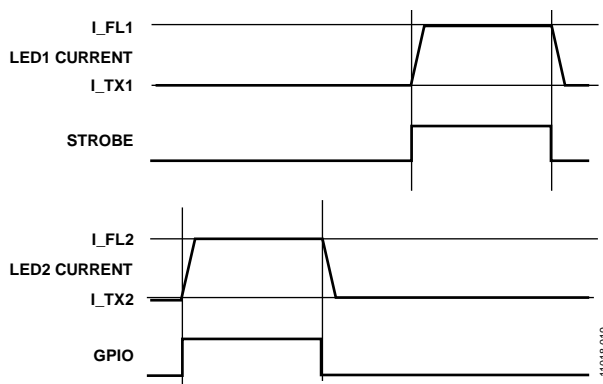 I_FL1
LED1 CURRENT
I_TX1
STROBE
I_FL2
LED2 CURRENT
I_TX2
GPIO